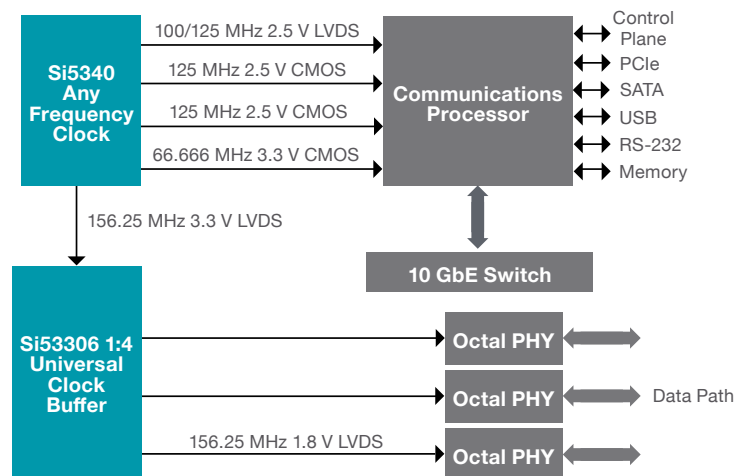 Si5340
Any
Frequency
Clock
100/125 MHz 2.5 V LVDS
125 MHz 2.5 V CMOS
125 MHz 2.5 V CMOS
66.666 MHz 3.3 V CMOS
Communications
Processor
Control
Plane
PCIe
SATA
USB
RS-232
Memory
156.25 MHz 3.3 V LVDS
10 GbE Switch
Si53306 1:4
Universal
Clock
Buffer
Octal PHY
Octal PHY
Data Path
156.25 MHz 1.8 V LVDS
Octal PHY